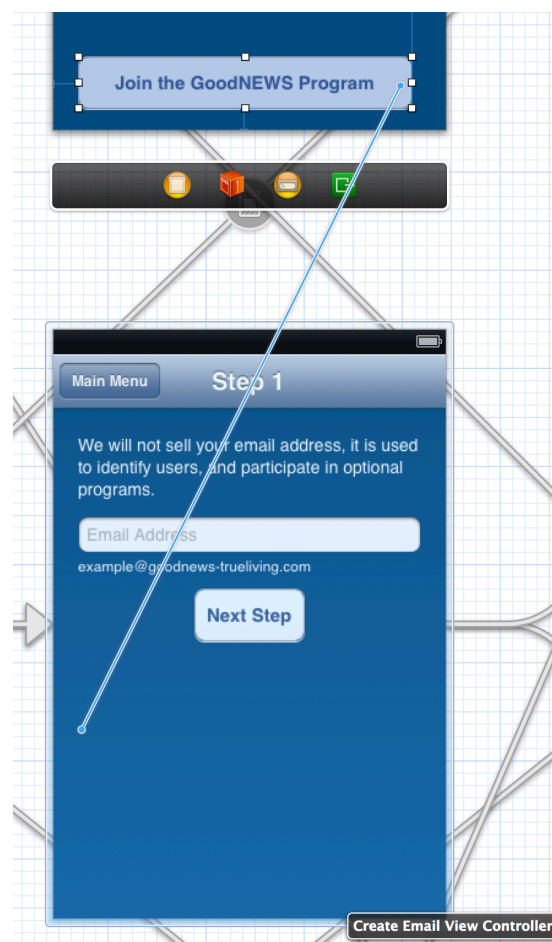 Join the GoodNEWS Program
Main Menu
Step 1
We will not sell your email address, it is used
to identify users, and participate in optional
programs.
Email Address
example@goodnews-trueliving.com
Next Step
Create Email View Controller